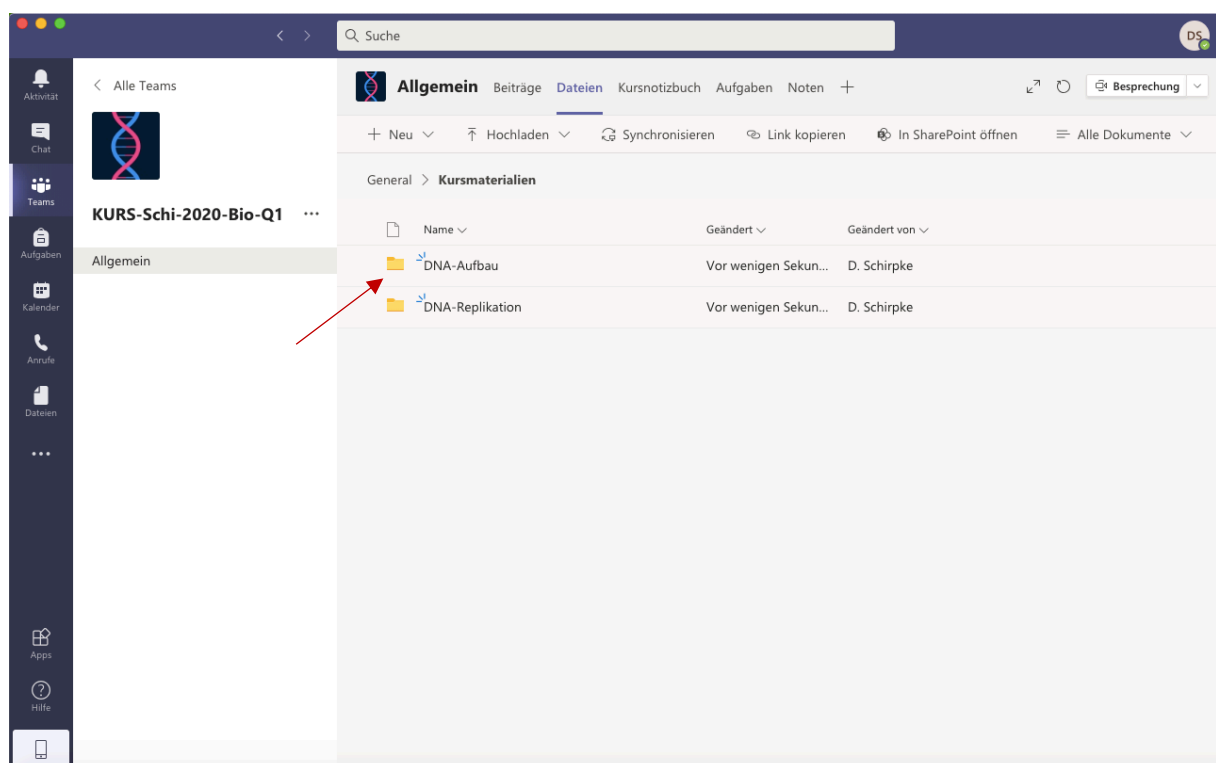 Suche
DS
Aktivität
Chat
Teams
Aufgaben
Kalender
Anrufe
Dateien
Apps
Hilfe
Alle Teams
KURS-Schi-2020-Bio-Q1
Allgemein
Allgemein Beiträge Dateien Kursnotizbuch Aufgaben Noten Besprechung
Neu Hochladen Synchronisieren Link kopieren In SharePoint öffnen Alle Dokumente
General > Kursmaterialien
Name Geändert Geändert von
DNA-Aufbau Vor wenigen Sekun... D. Schirpke
DNA-Replikation Vor wenigen Sekun... D. Schirpke